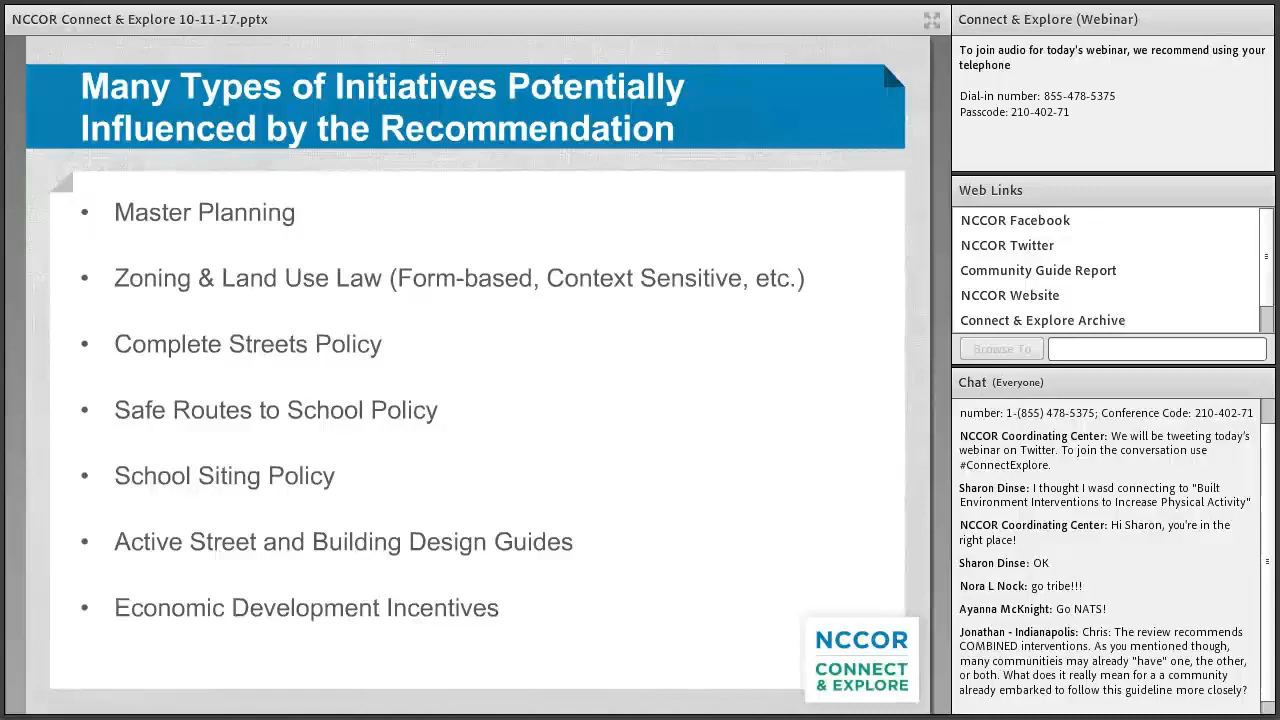 NCCOR Connect & Explore 10-11-17.pptx
Many Types of Initiatives Potentially
Influenced by the Recommendation
• Master Planning
• Zoning & Land Use Law (Form-based, Context Sensitive, etc.)
• Complete Streets Policy
• Safe Routes to School Policy
• School Siting Policy
• Active Street and Building Design Guides
• Economic Development Incentives
NCCOR
CONNECT
& EXPLORE
Connect & Explore (Webinar)
To join audio for today's webinar, we recommend using your
telephone
Dial-in number: 855-478-5375
Passcode: 210-402-71
Web Links
NCCOR Facebook
NCCOR Twitter
Community Guide Report
NCCOR Website
Connect & Explore Archive
Browse To
Chat (Everyone)
number: 1-(855) 478-5375; Conference Code: 210-402-71
NCCOR Coordinating Center: We will be tweeting today's
webinar on Twitter. To join the conversation use
#ConnectExplore.
Sharon Dinse: I thought I wasd connecting to "Built
Environment Interventions to Increase Physical Activity"
NCCOR Coordinating Center: Hi Sharon, you're in the
right place!
Sharon Dinse: OK
Nora L Nock: go tribe!!!
Ayanna McKnight: Go NATS!
Jonathan - Indianapolis: Chris: The review recommends
COMBINED interventions. As you mentioned though,
many communitieis may already "have" one, the other,
or both. What does it really mean for a a community
already embarked to follow this guideline more closely?